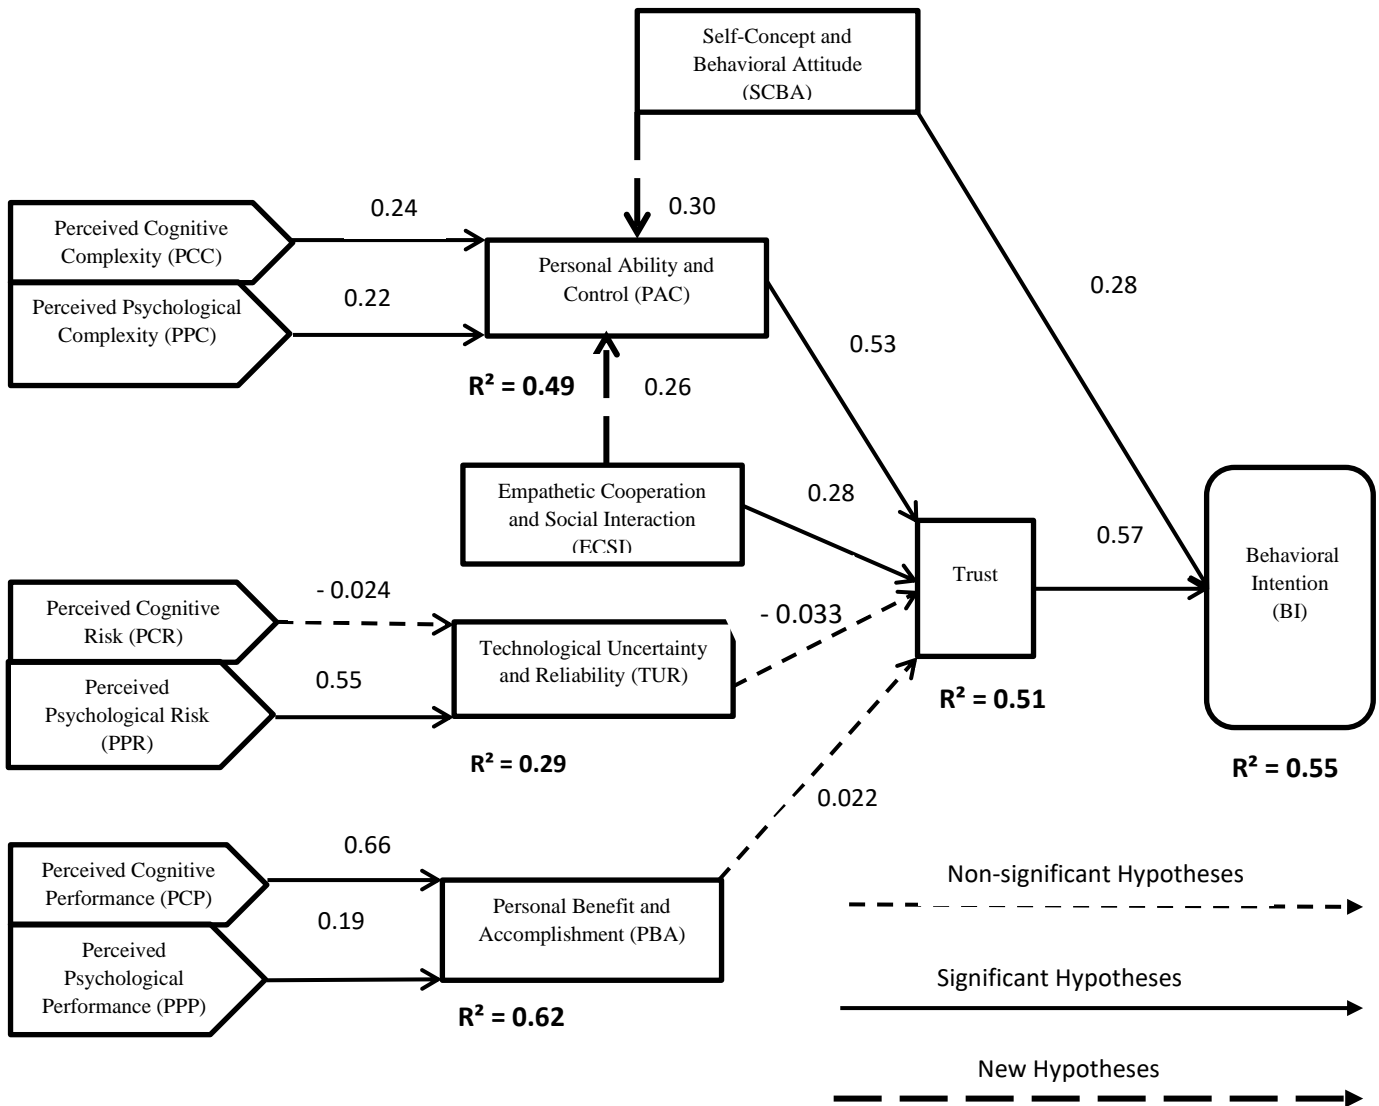 Self-Concept and
Behavioral Attitude
(SCBA)
0.24
0.30
Perceived Cognitive
Complexity (PCC)
Perceived Psychological
Complexity (PPC)
0.22
Personal Ability and
Control (PAC)
0.28
0.53
R² = 0.49
0.26
Empathetic Cooperation
and Social Interaction
(ECSI)
0.28
0.57
Trust
Behavioral
Intention
(BI)
- 0.024
Perceived Cognitive
Risk (PCR)
Perceived
Psychological Risk
(PPR)
0.55
Technological Uncertainty
and Reliability (TUR)
- 0.033
R² = 0.51
R² = 0.29
R² = 0.55
0.022
0.66
Perceived Cognitive
Performance (PCP)
0.19
Perceived
Psychological
Performance (PPP)
Personal Benefit and
Accomplishment (PBA)
R² = 0.62
Non-significant Hypotheses
Significant Hypotheses
New Hypotheses